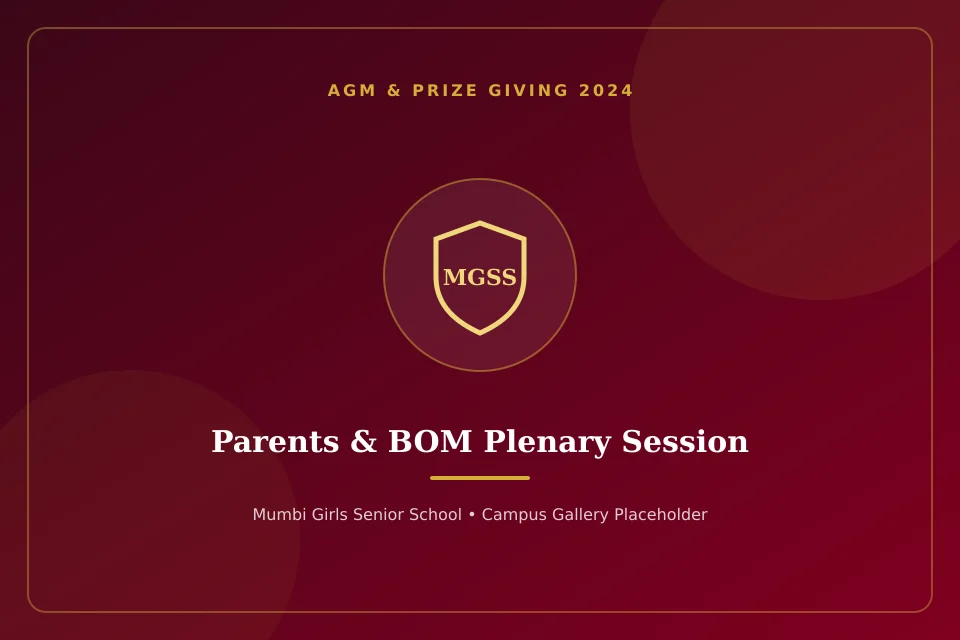 AGM & PRIZE GIVING 2024
MGSS
Parents & BOM Plenary Session
Mumbi Girls Senior School • Campus Gallery Placeholder